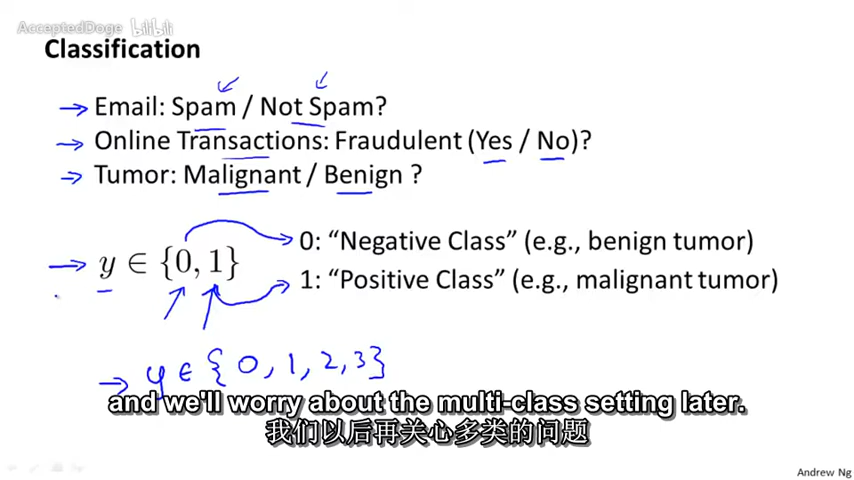 AcceptedDoge bilibili
Classification
Email: Spam / Not Spam?
Online Transactions: Fraudulent (Yes / No)?
Tumor: Malignant / Benign ?
y ∈ {0, 1}
0: “Negative Class” (e.g., benign tumor)
1: “Positive Class” (e.g., malignant tumor)
y ∈ {0, 1, 2, 3}
and we'll worry about the multi-class setting later.
我们以后再关心多类的问题
Andrew Ng